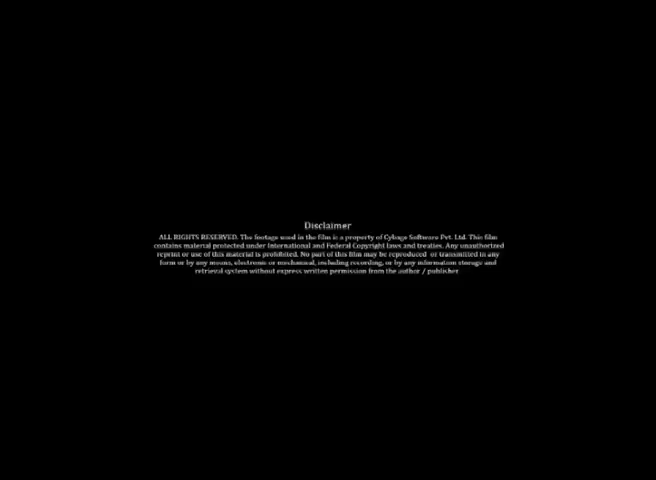 Disclaimer
ALL RIGHTS RESERVED. The footage used in the film is a property of Cybage Software Pvt. Ltd. This film
contains material protected under International and Federal Copyright laws and treaties. Any unauthorized
reprint or use of this material is prohibited. No part of this film may be reproduced or transmitted in any
form or by any means, electronic or mechanical, including recording, or by any information storage and
retrieval system without express written permission from the author / publisher